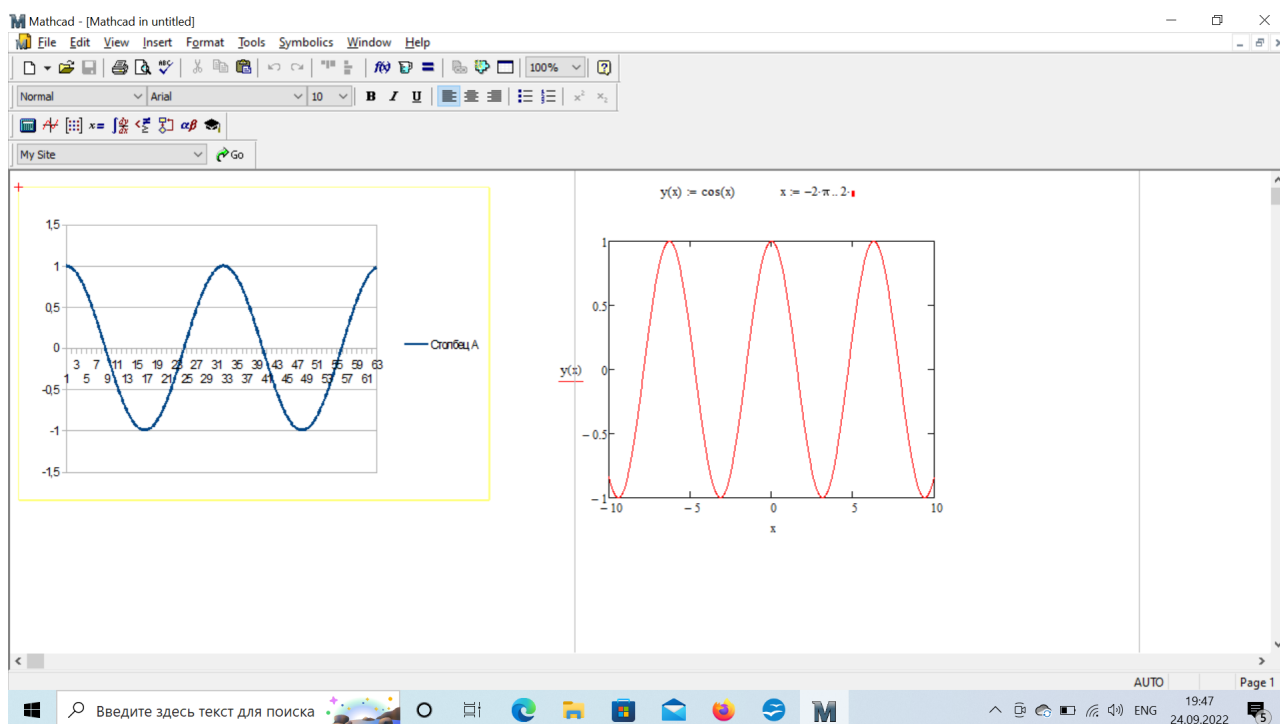 Mathcad - [Mathcad in untitled]
File Edit View Insert Format Tools Symbolics Window Help
100%
Normal Arial 10 B I U
My Site Go
y(x) := cos(x) x := −2·π .. 2·
1,5
1
0,5
0
-0,5
-1
-1,5
3 7 11 15 19 23 27 31 35 39 43 47 51 55 59 63
1 5 9 13 17 21 25 29 33 37 41 45 49 53 57 61
Столбец A
1
0.5
y(x) 0
− 0.5
− 1
− 10 − 5 0 5 10
x
AUTO Page 1
Введите здесь текст для поиска
ENG 19:47
24.09.2022
5